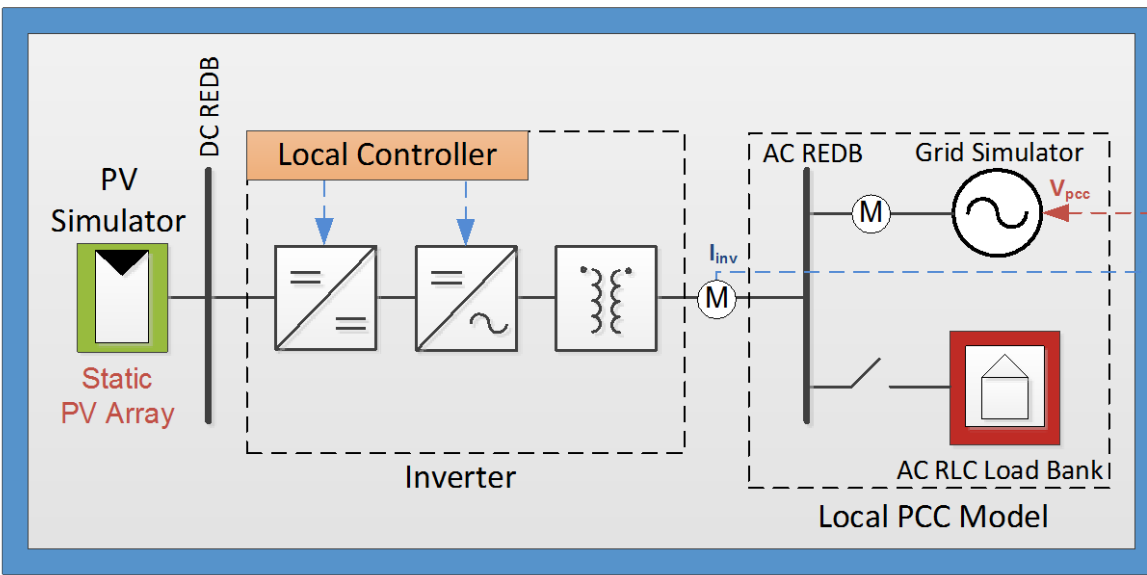 DC REDB
Local Controller
PV
Simulator
AC REDB
Grid Simulator
Vpcc
M
Iinv
M
Static
PV Array
Inverter
AC RLC Load Bank
Local PCC Model